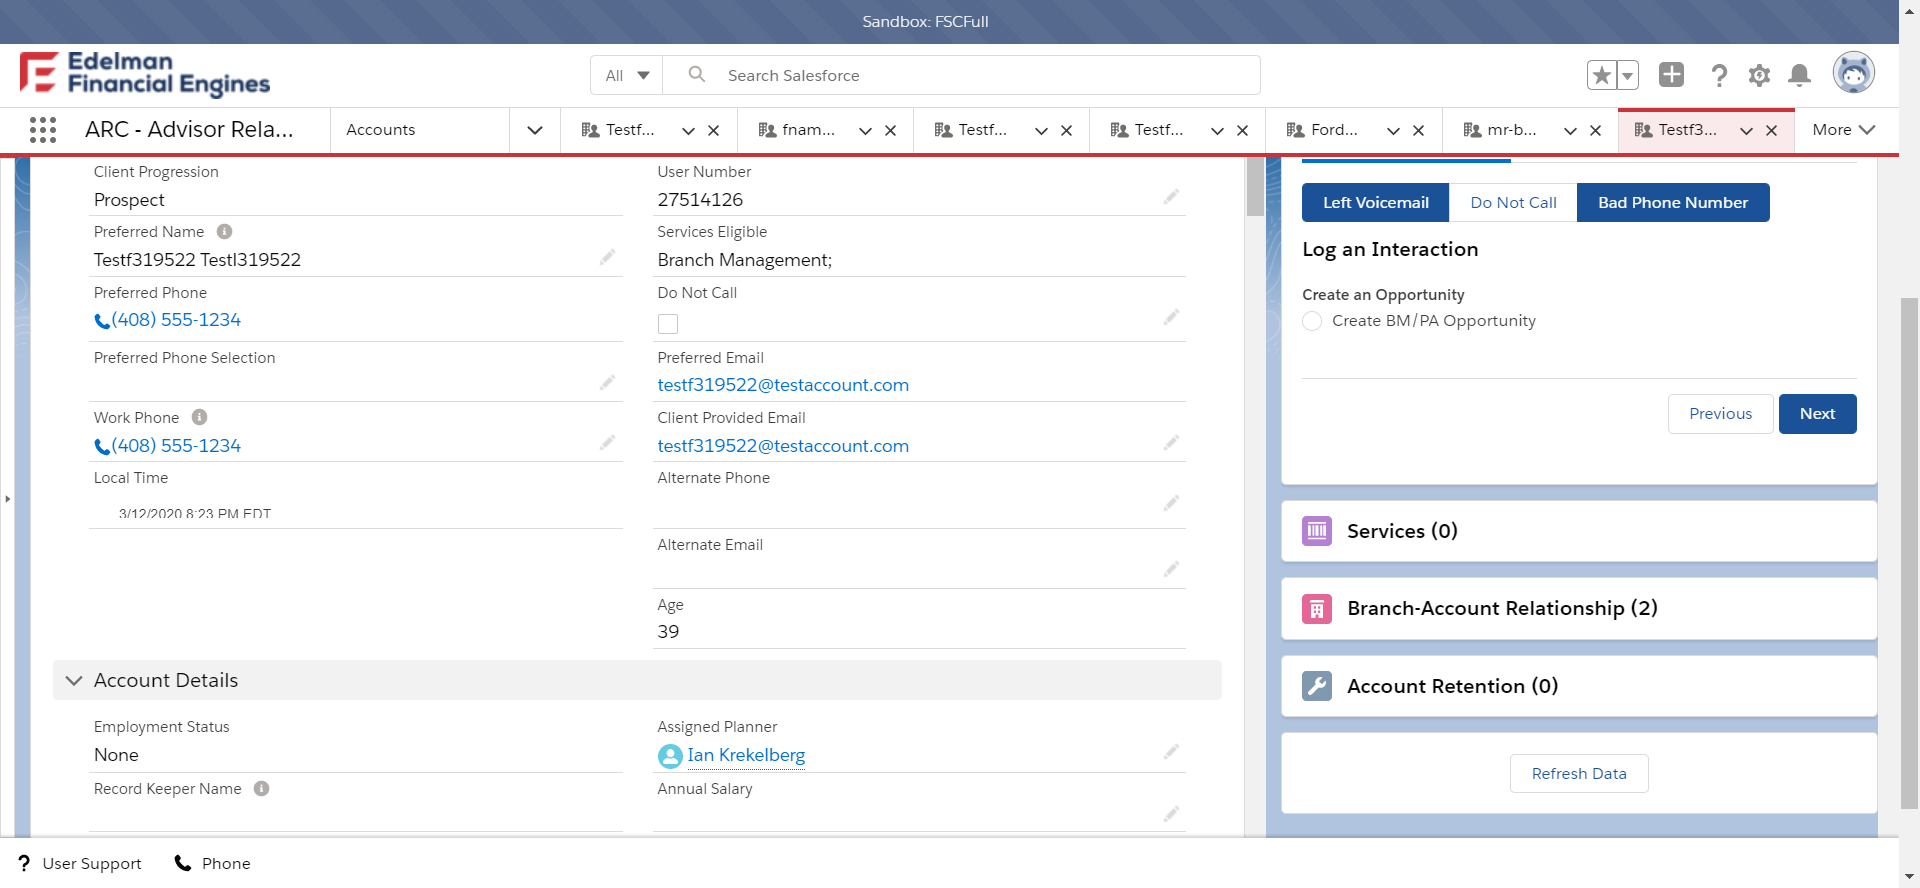 Sandbox: FSCFull
Edelman
Financial Engines
All
Search Salesforce
ARC - Advisor Rela...
Accounts
Testf...
fnam...
Testf...
Testf...
Ford...
mr-b...
Testf3...
More
Client Progression
Prospect
User Number
27514126
Preferred Name
Testf319522 Testl319522
Services Eligible
Branch Management;
Preferred Phone
(408) 555-1234
Do Not Call
Preferred Phone Selection
Preferred Email
testf319522@testaccount.com
Work Phone
(408) 555-1234
Client Provided Email
testf319522@testaccount.com
Local Time
3/12/2020 8:23 PM EDT
Alternate Phone
Alternate Email
Age
39
Account Details
Employment Status
None
Assigned Planner
Ian Krekelberg
Record Keeper Name
Annual Salary
Left Voicemail
Do Not Call
Bad Phone Number
Log an Interaction
Create an Opportunity
Create BM/PA Opportunity
Previous
Next
Services (0)
Branch-Account Relationship (2)
Account Retention (0)
Refresh Data
User Support
Phone